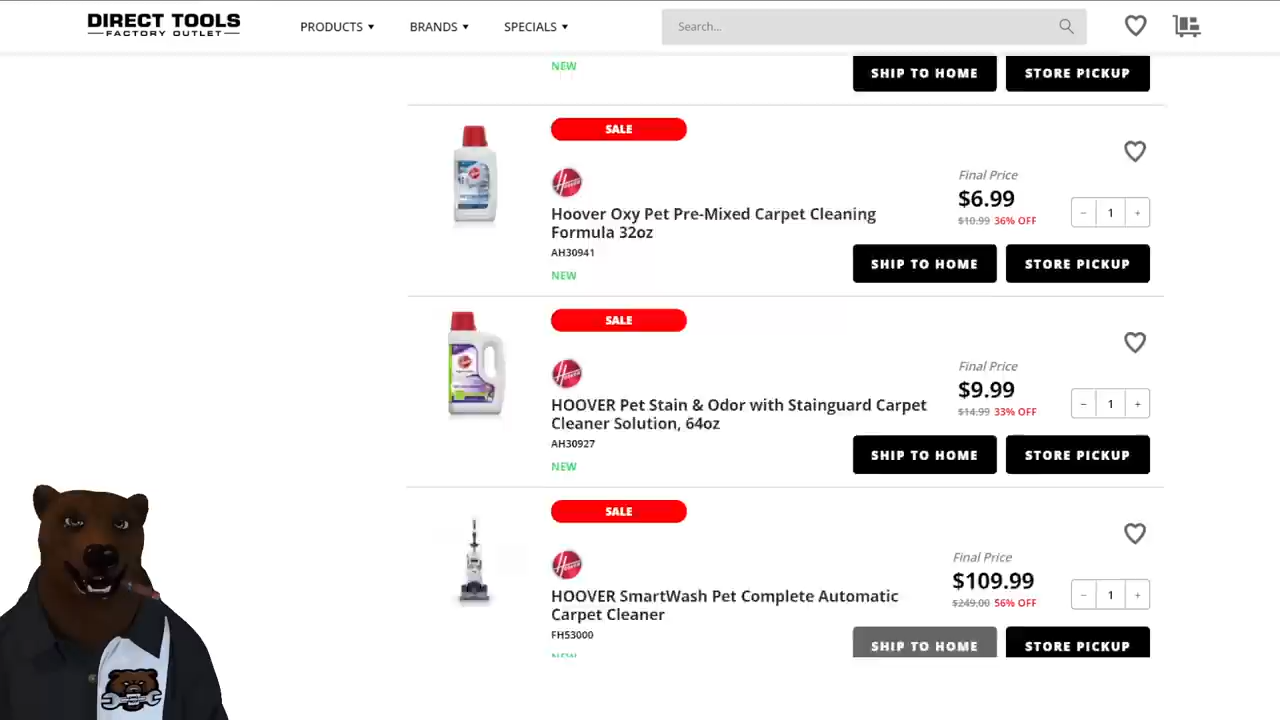 DIRECT TOOLS
FACTORY OUTLET
PRODUCTS ▼
BRANDS ▼
SPECIALS ▼
Search...
NEW
SHIP TO HOME
STORE PICKUP
SALE
Final Price
$6.99
Hoover Oxy Pet Pre-Mixed Carpet Cleaning
Formula 32oz
$10.99 36% OFF
- 1 +
AH30941
NEW
SHIP TO HOME
STORE PICKUP
SALE
Final Price
$9.99
HOOVER Pet Stain & Odor with Stainguard Carpet
Cleaner Solution, 64oz
$14.99 33% OFF
- 1 +
AH30927
NEW
SHIP TO HOME
STORE PICKUP
SALE
Final Price
$109.99
HOOVER SmartWash Pet Complete Automatic
Carpet Cleaner
$249.00 56% OFF
- 1 +
FH53000
NEW
SHIP TO HOME
STORE PICKUP